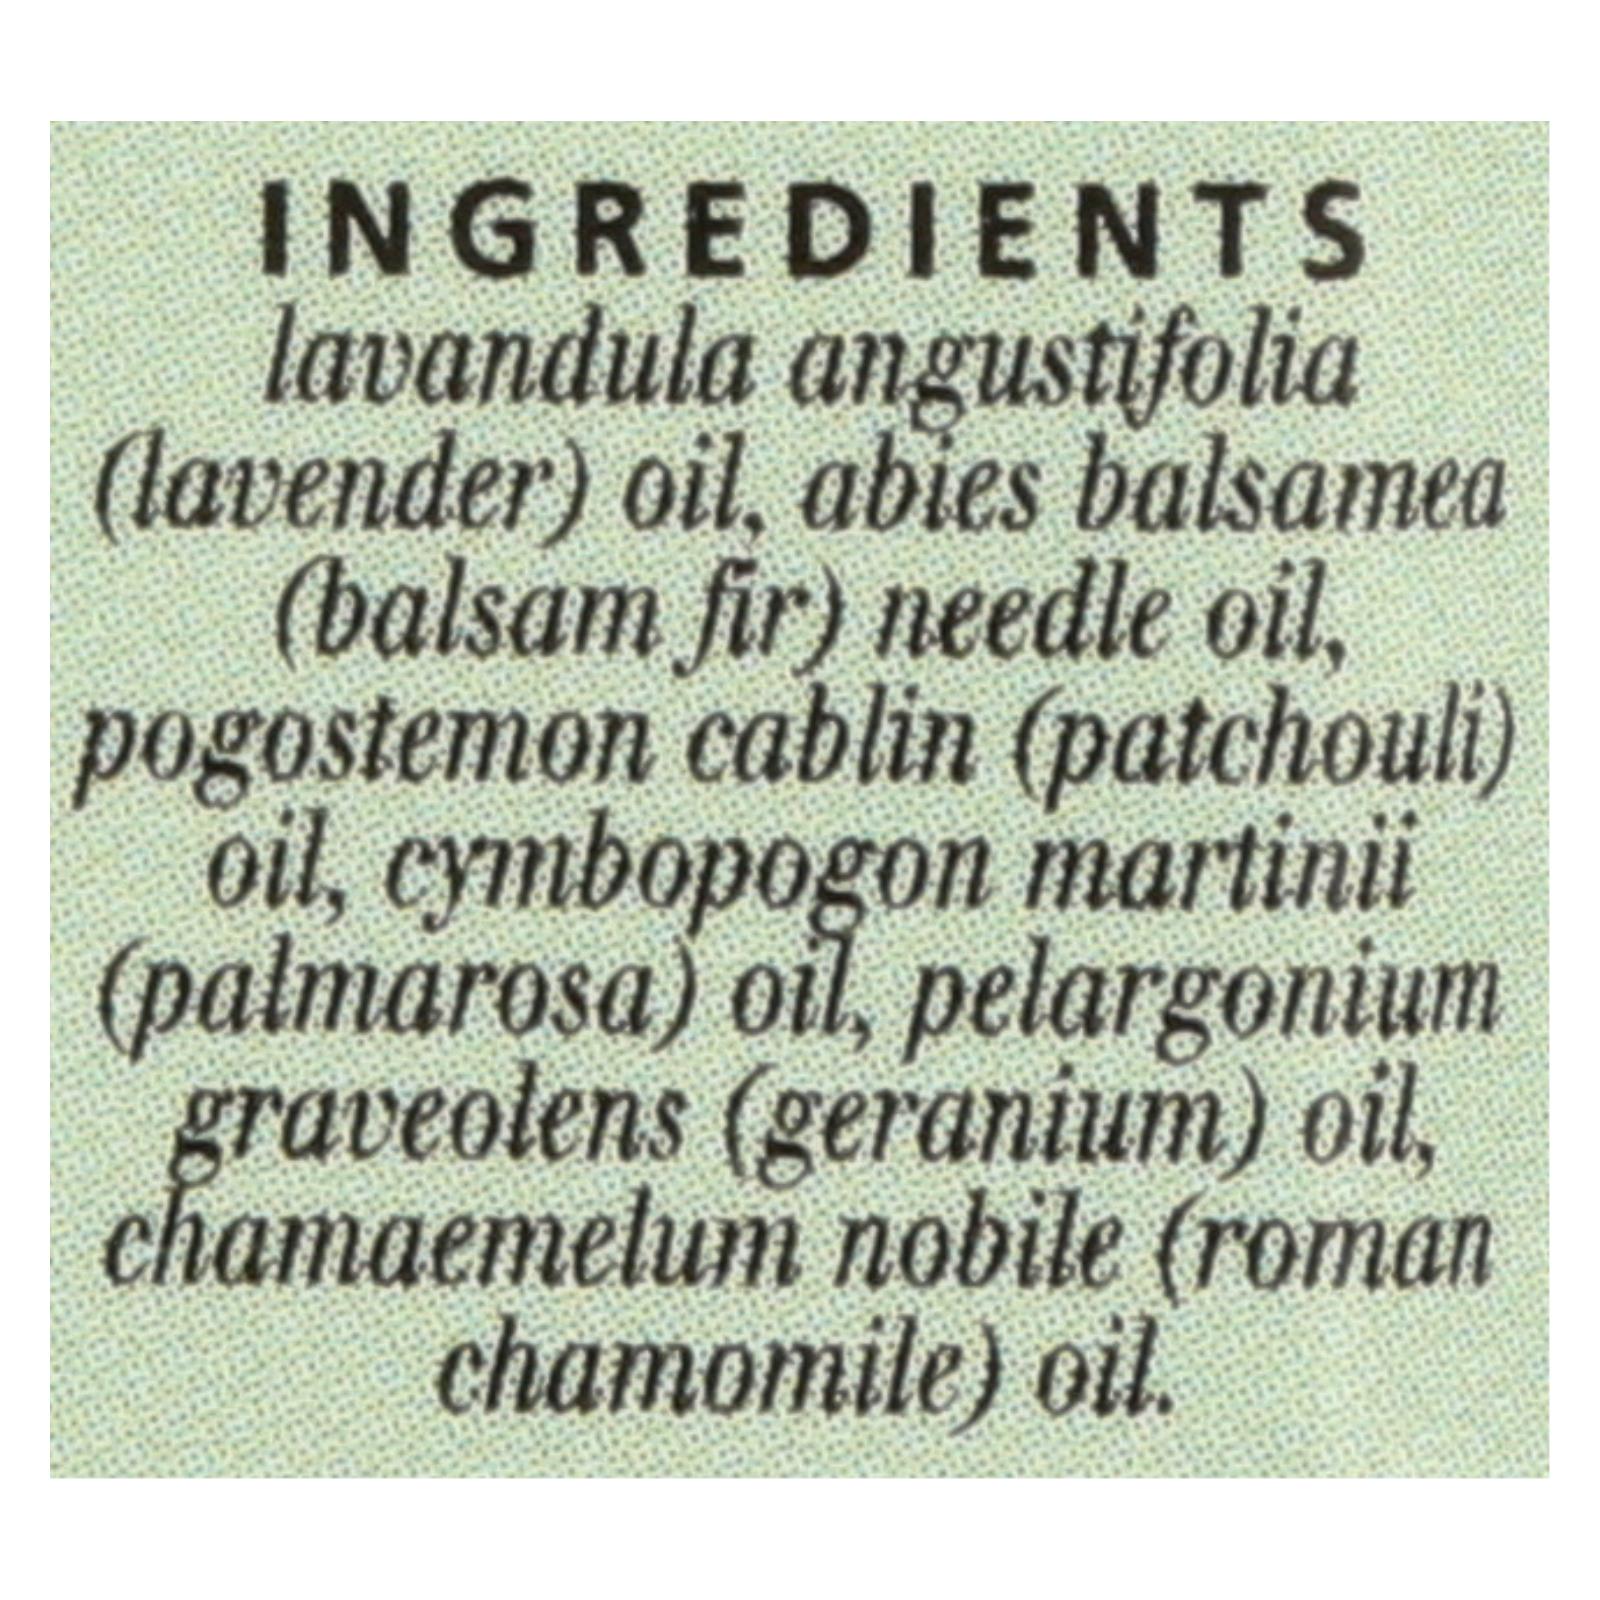 INGREDIENTS
lavandula angustifolia
(lavender) oil, abies balsamea
(balsam fir) needle oil,
pogostemon cablin (patchouli)
oil, cymbopogon martinii
(palmarosa) oil, pelargonium
graveolens (geranium) oil,
chamaemelum nobile (roman
chamomile) oil.